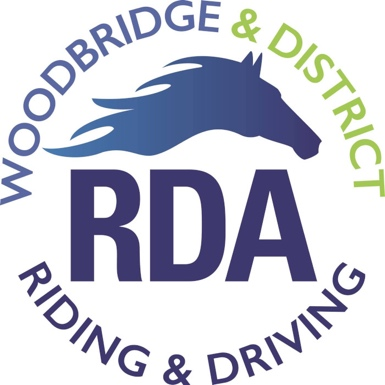 WOODBRIDGE & DISTRICT
RDA
RIDING & DRIVING